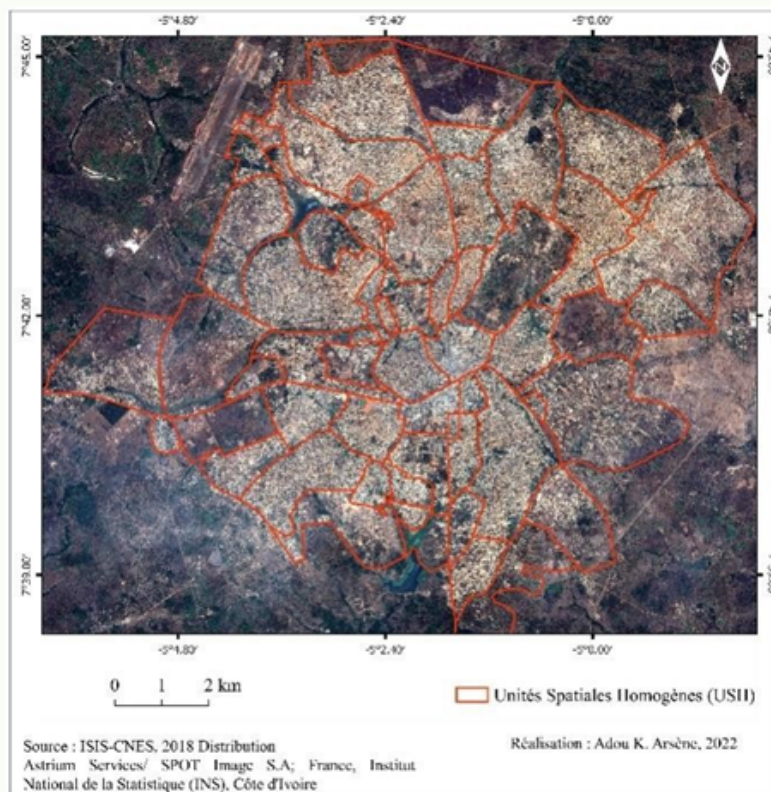 -5°4.80' -5°2.40' -5°0.00'
7°45.00'
7°42.00'
7°39.00'
-5°4.80' -5°2.40' -5°0.00'
0 1 2 km
Unités Spatiales Homogènes (USH)
Source : ISIS-CNES, 2018 Distribution
Astrium Services/ SPOT Image S.A; France, Institut
National de la Statistique (INS), Côte d'Ivoire
Réalisation : Adou K. Arsène, 2022